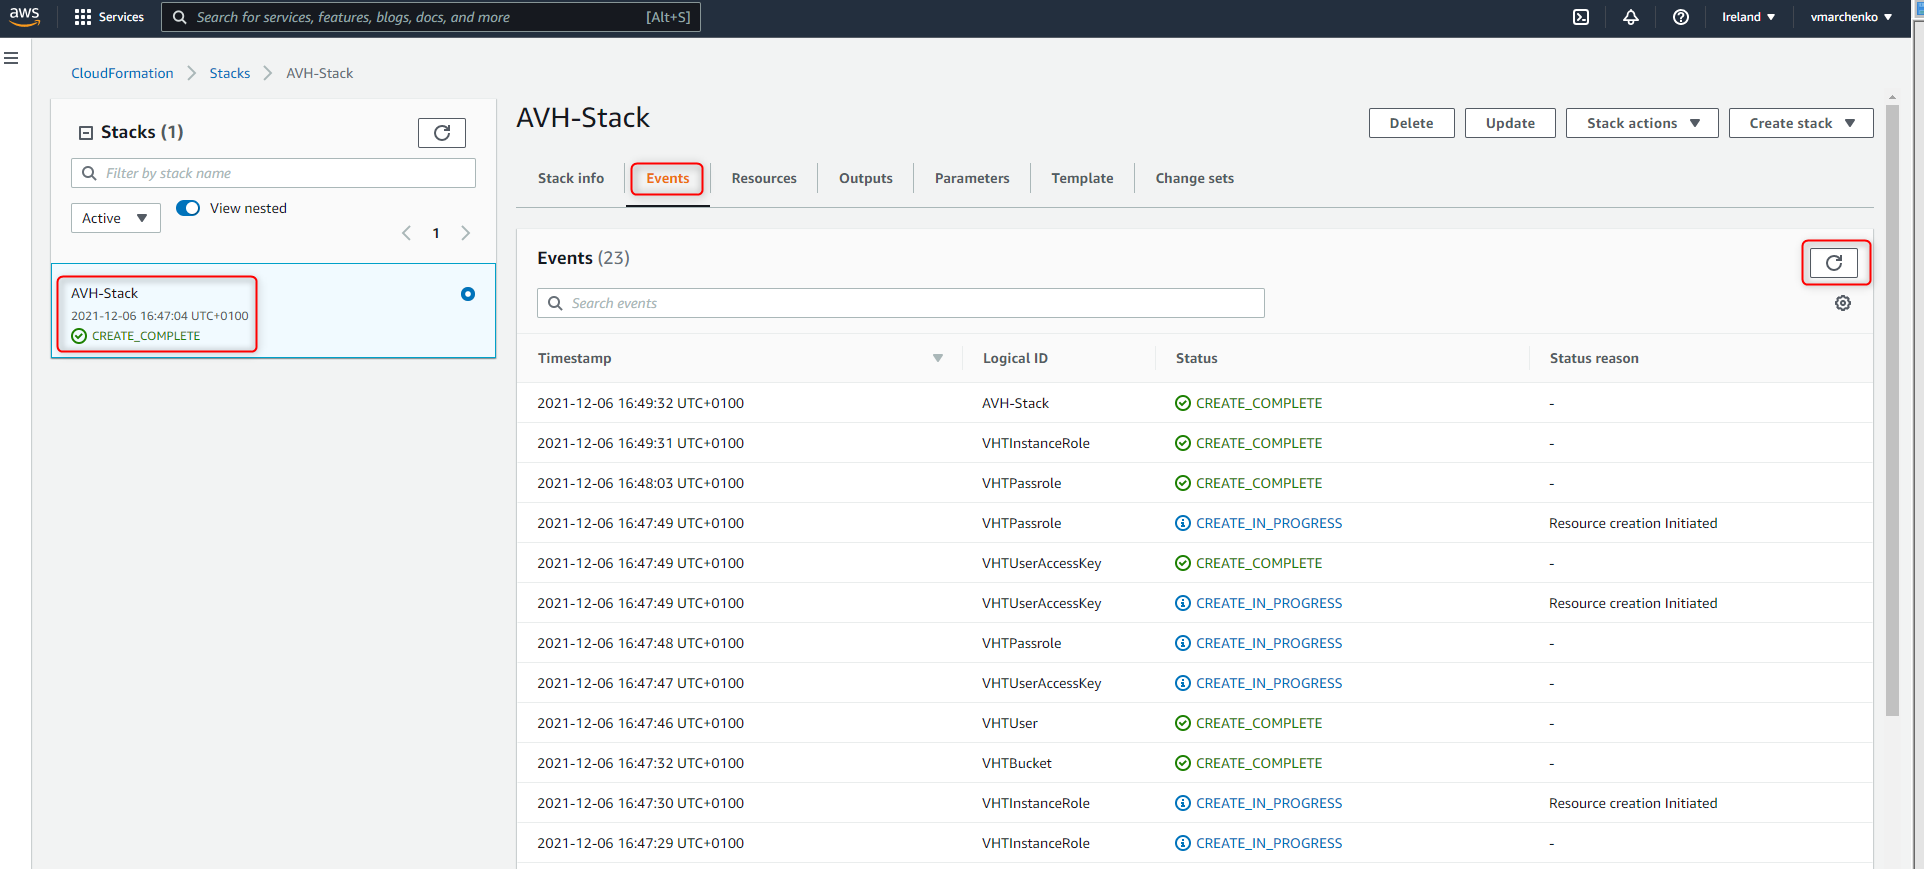 aws Services Search for services, features, blogs, docs, and more [Alt+S] Ireland ▼ vmarchenko ▼
CloudFormation > Stacks > AVH-Stack
Stacks (1)
Filter by stack name
Active ▼ View nested
< 1 >
AVH-Stack
2021-12-06 16:47:04 UTC+0100
CREATE_COMPLETE
AVH-Stack
Delete Update Stack actions ▼ Create stack ▼
Stack info Events Resources Outputs Parameters Template Change sets
Events (23)
Search events
Timestamp Logical ID Status Status reason
2021-12-06 16:49:32 UTC+0100 AVH-Stack CREATE_COMPLETE -
2021-12-06 16:49:31 UTC+0100 VHTInstanceRole CREATE_COMPLETE -
2021-12-06 16:48:03 UTC+0100 VHTPassrole CREATE_COMPLETE -
2021-12-06 16:47:49 UTC+0100 VHTPassrole CREATE_IN_PROGRESS Resource creation Initiated
2021-12-06 16:47:49 UTC+0100 VHTUserAccessKey CREATE_COMPLETE -
2021-12-06 16:47:49 UTC+0100 VHTUserAccessKey CREATE_IN_PROGRESS Resource creation Initiated
2021-12-06 16:47:48 UTC+0100 VHTPassrole CREATE_IN_PROGRESS -
2021-12-06 16:47:47 UTC+0100 VHTUserAccessKey CREATE_IN_PROGRESS -
2021-12-06 16:47:46 UTC+0100 VHTUser CREATE_COMPLETE -
2021-12-06 16:47:32 UTC+0100 VHTBucket CREATE_COMPLETE -
2021-12-06 16:47:30 UTC+0100 VHTInstanceRole CREATE_IN_PROGRESS Resource creation Initiated
2021-12-06 16:47:29 UTC+0100 VHTInstanceRole CREATE_IN_PROGRESS -